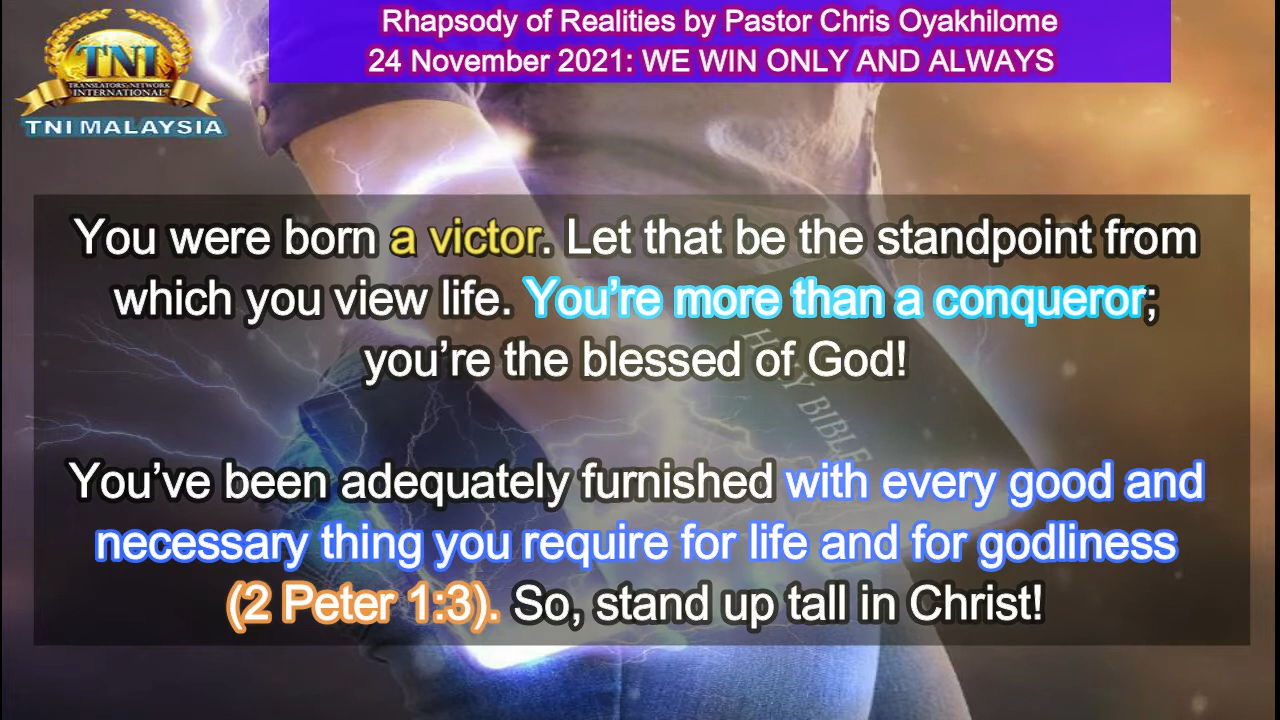 TNI
TRANSLATORS NETWORK
INTERNATIONAL
TNI MALAYSIA
Rhapsody of Realities by Pastor Chris Oyakhilome
24 November 2021: WE WIN ONLY AND ALWAYS
You were born a victor. Let that be the standpoint from
which you view life. You’re more than a conqueror;
you’re the blessed of God!
HOLY BIBLE
You’ve been adequately furnished with every good and
necessary thing you require for life and for godliness
(2 Peter 1:3). So, stand up tall in Christ!